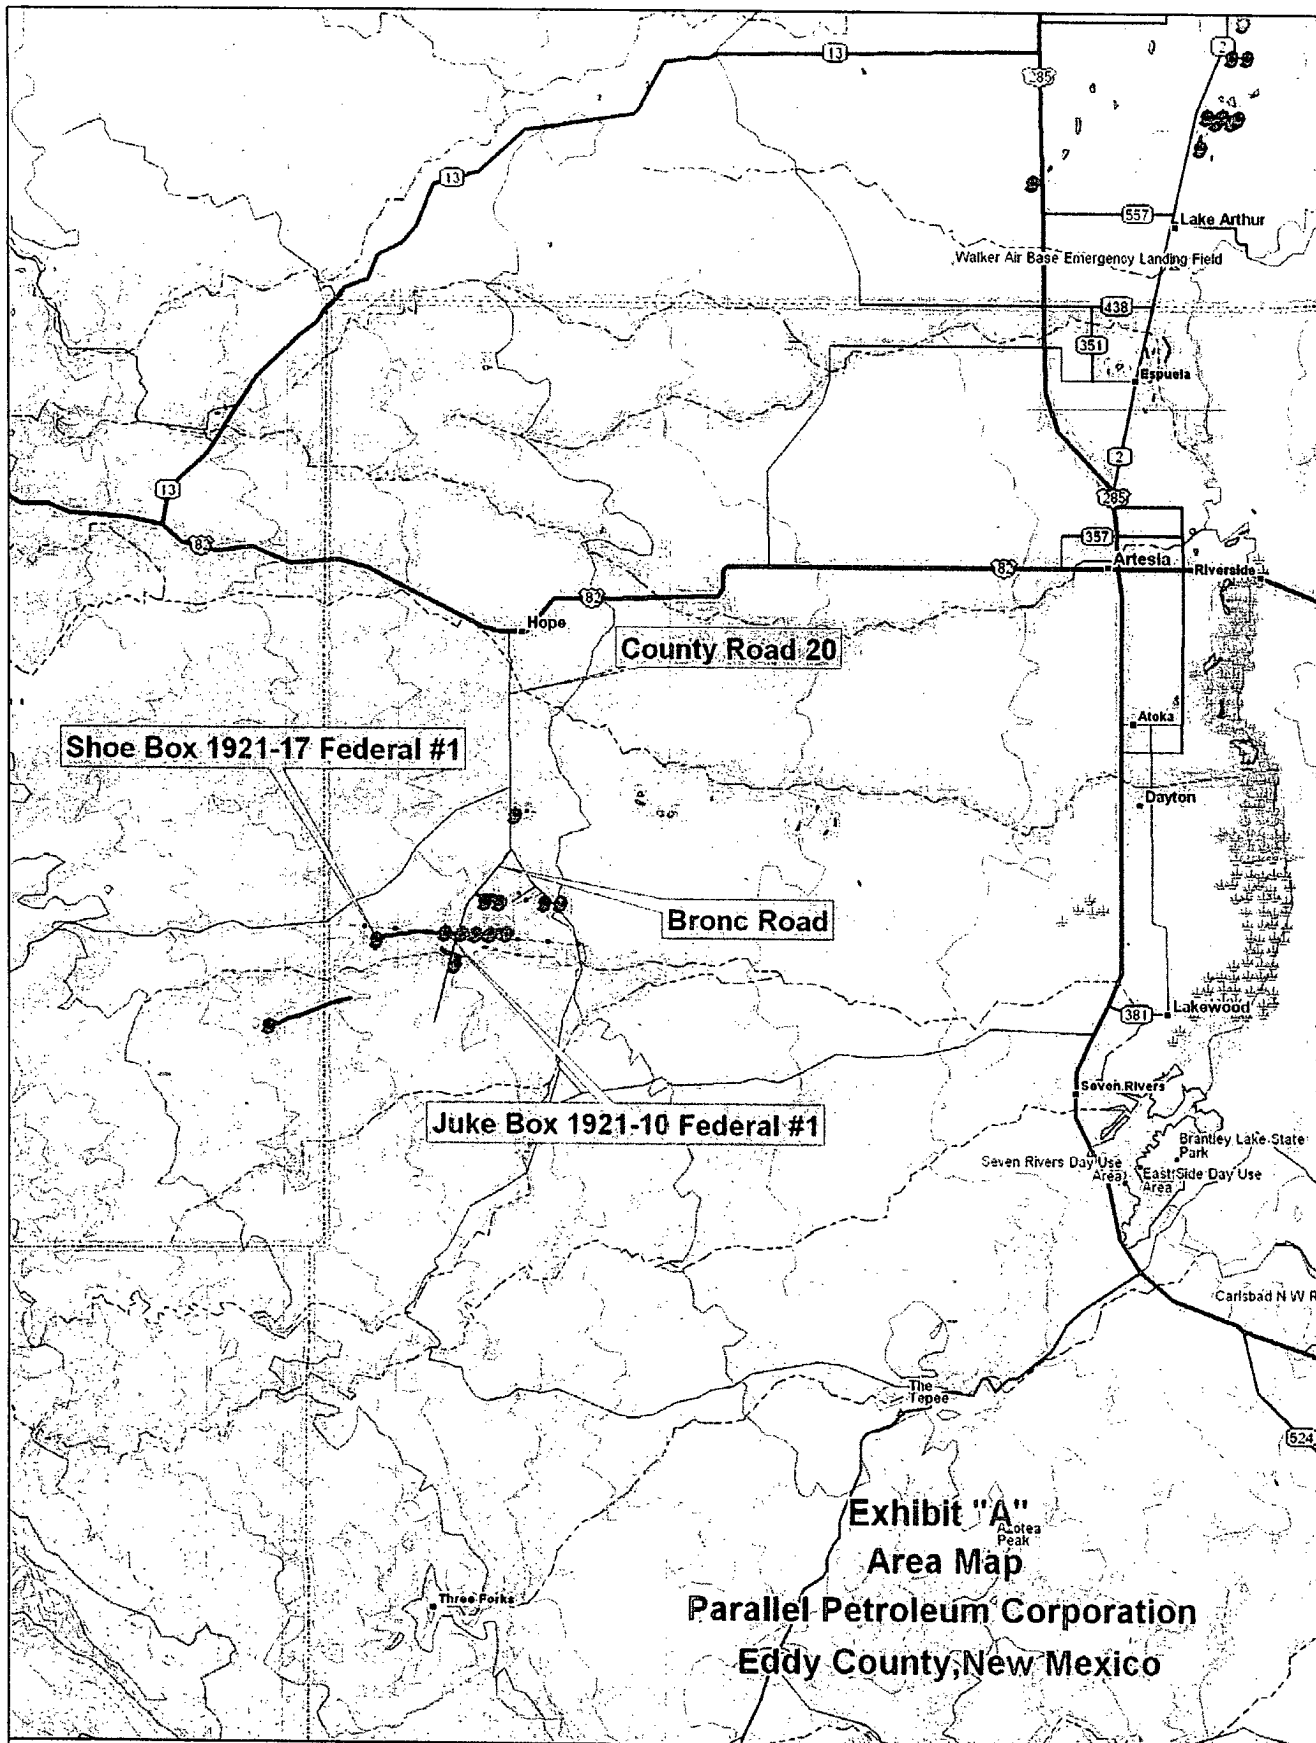 13
285
2
13
557
Lake Arthur
Walker Air Base Emergency Landing Field
438
351
Espuela
2
13
285
82
357
Artesia
82
Riverside
82
Hope
County Road 20
Atoka
Shoe Box 1921-17 Federal #1
Dayton
Bronc Road
381
Lakewood
Seven Rivers
Juke Box 1921-10 Federal #1
Brantley Lake State
Park
Seven Rivers Day Use
Area
East Side Day Use
Area
Carlsbad N W R
The
Tepee
524
Exhibit "A"
Azotea
Peak
Area Map
Three Forks
Parallel Petroleum Corporation
Eddy County, New Mexico